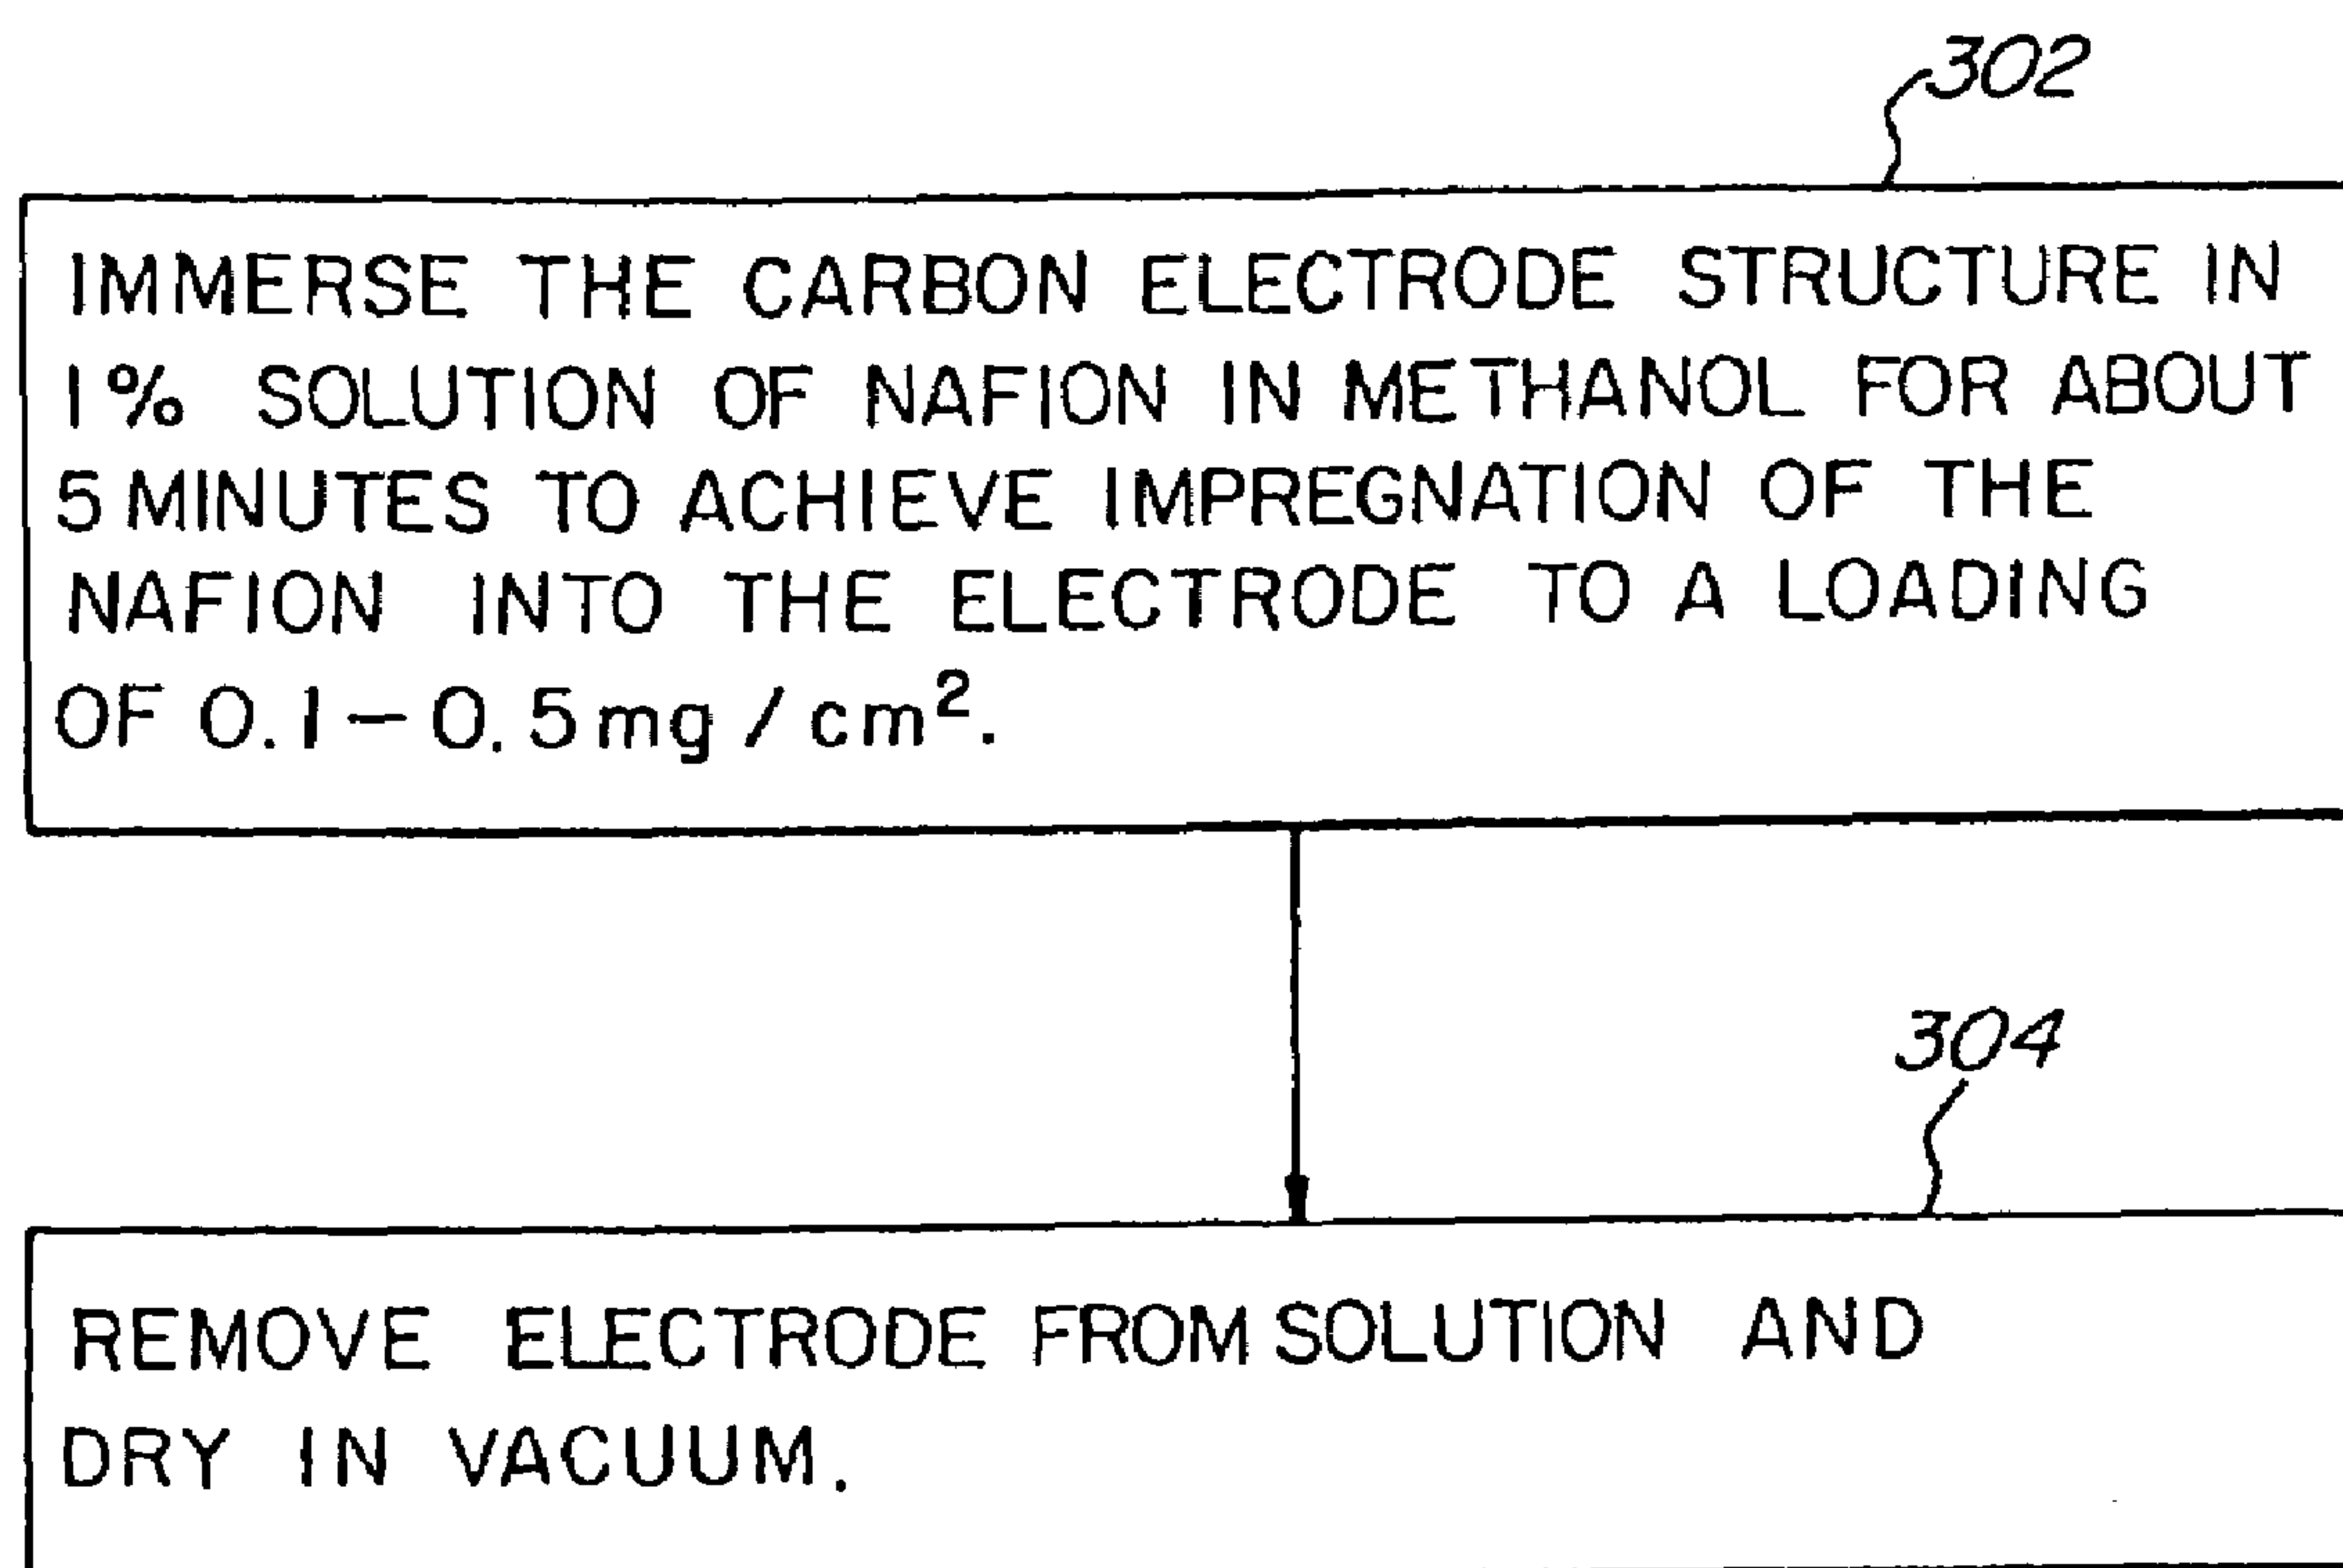 302
IMMERSE THE CARBON ELECTRODE STRUCTURE IN
1% SOLUTION OF NAFION IN METHANOL FOR ABOUT
5 MINUTES TO ACHIEVE IMPREGNATION OF THE
NAFION INTO THE ELECTRODE TO A LOADING
OF 0.1-0.5mg/cm².
304
REMOVE ELECTRODE FROM SOLUTION AND
DRY IN VACUUM.